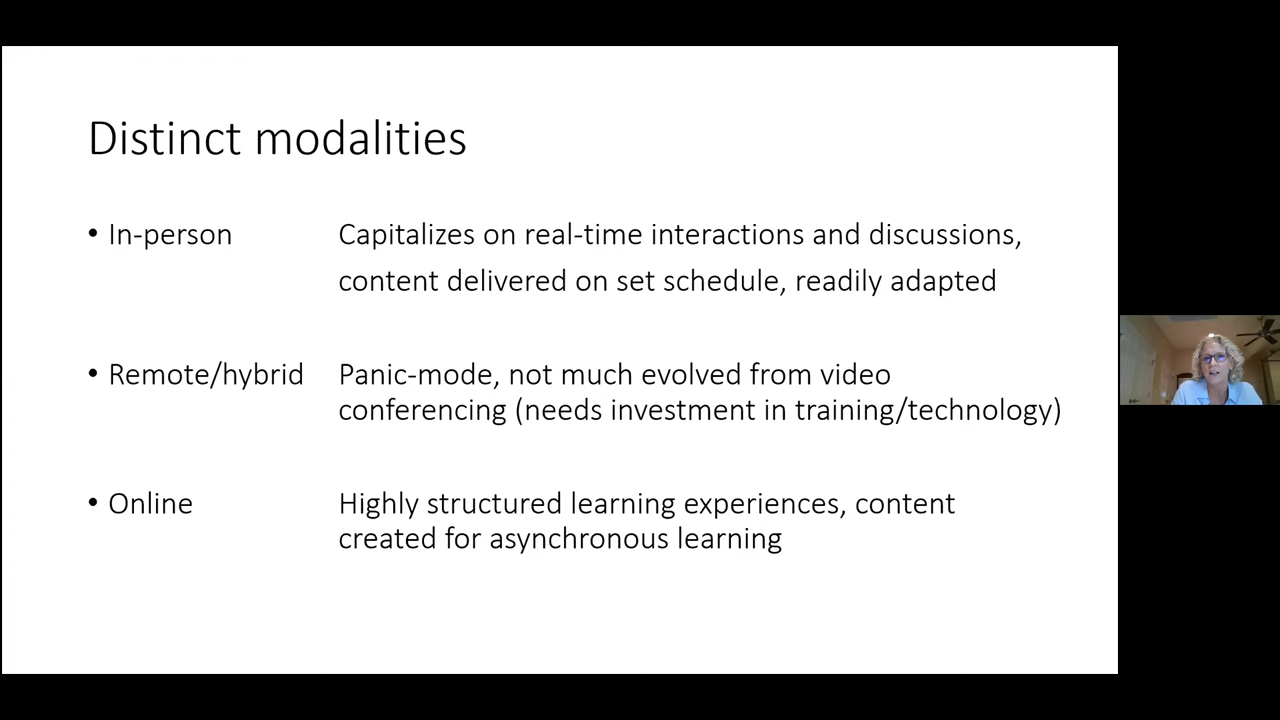 Distinct modalities
• In-person Capitalizes on real-time interactions and discussions,
content delivered on set schedule, readily adapted
• Remote/hybrid Panic-mode, not much evolved from video
conferencing (needs investment in training/technology)
• Online Highly structured learning experiences, content
created for asynchronous learning